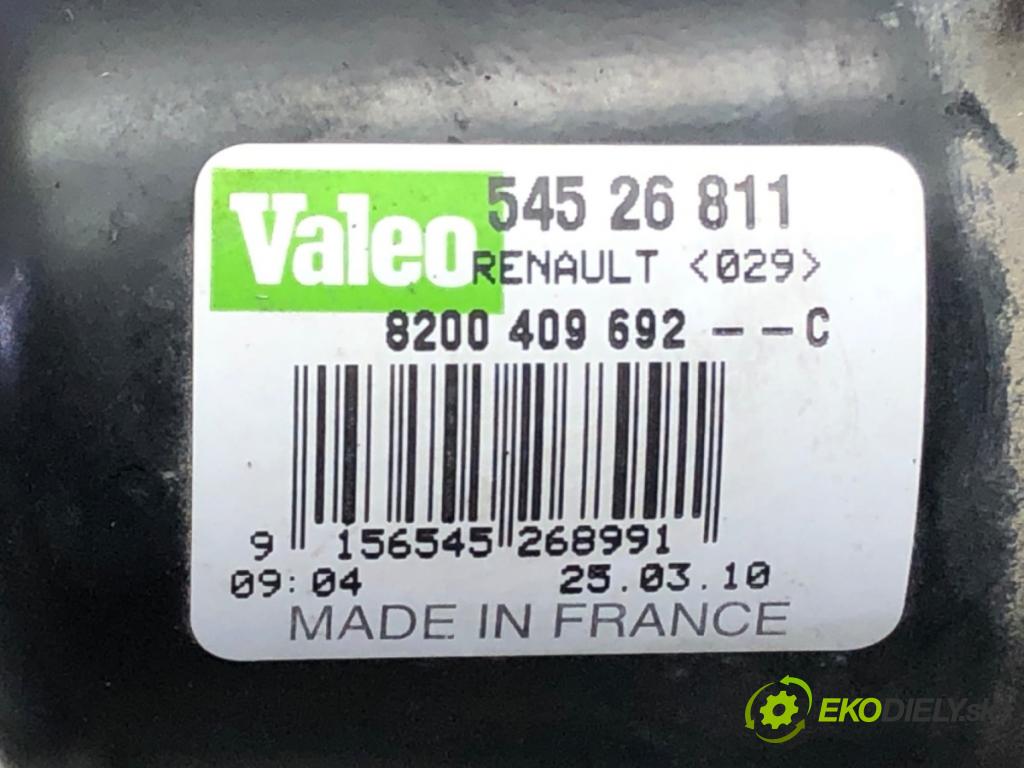 Valeo 545 26 811
RENAULT <029>
8200 409 692 --C
9 156545 268991
09:04 25.03.10
MADE IN FRANCE
EKODIELY.sk